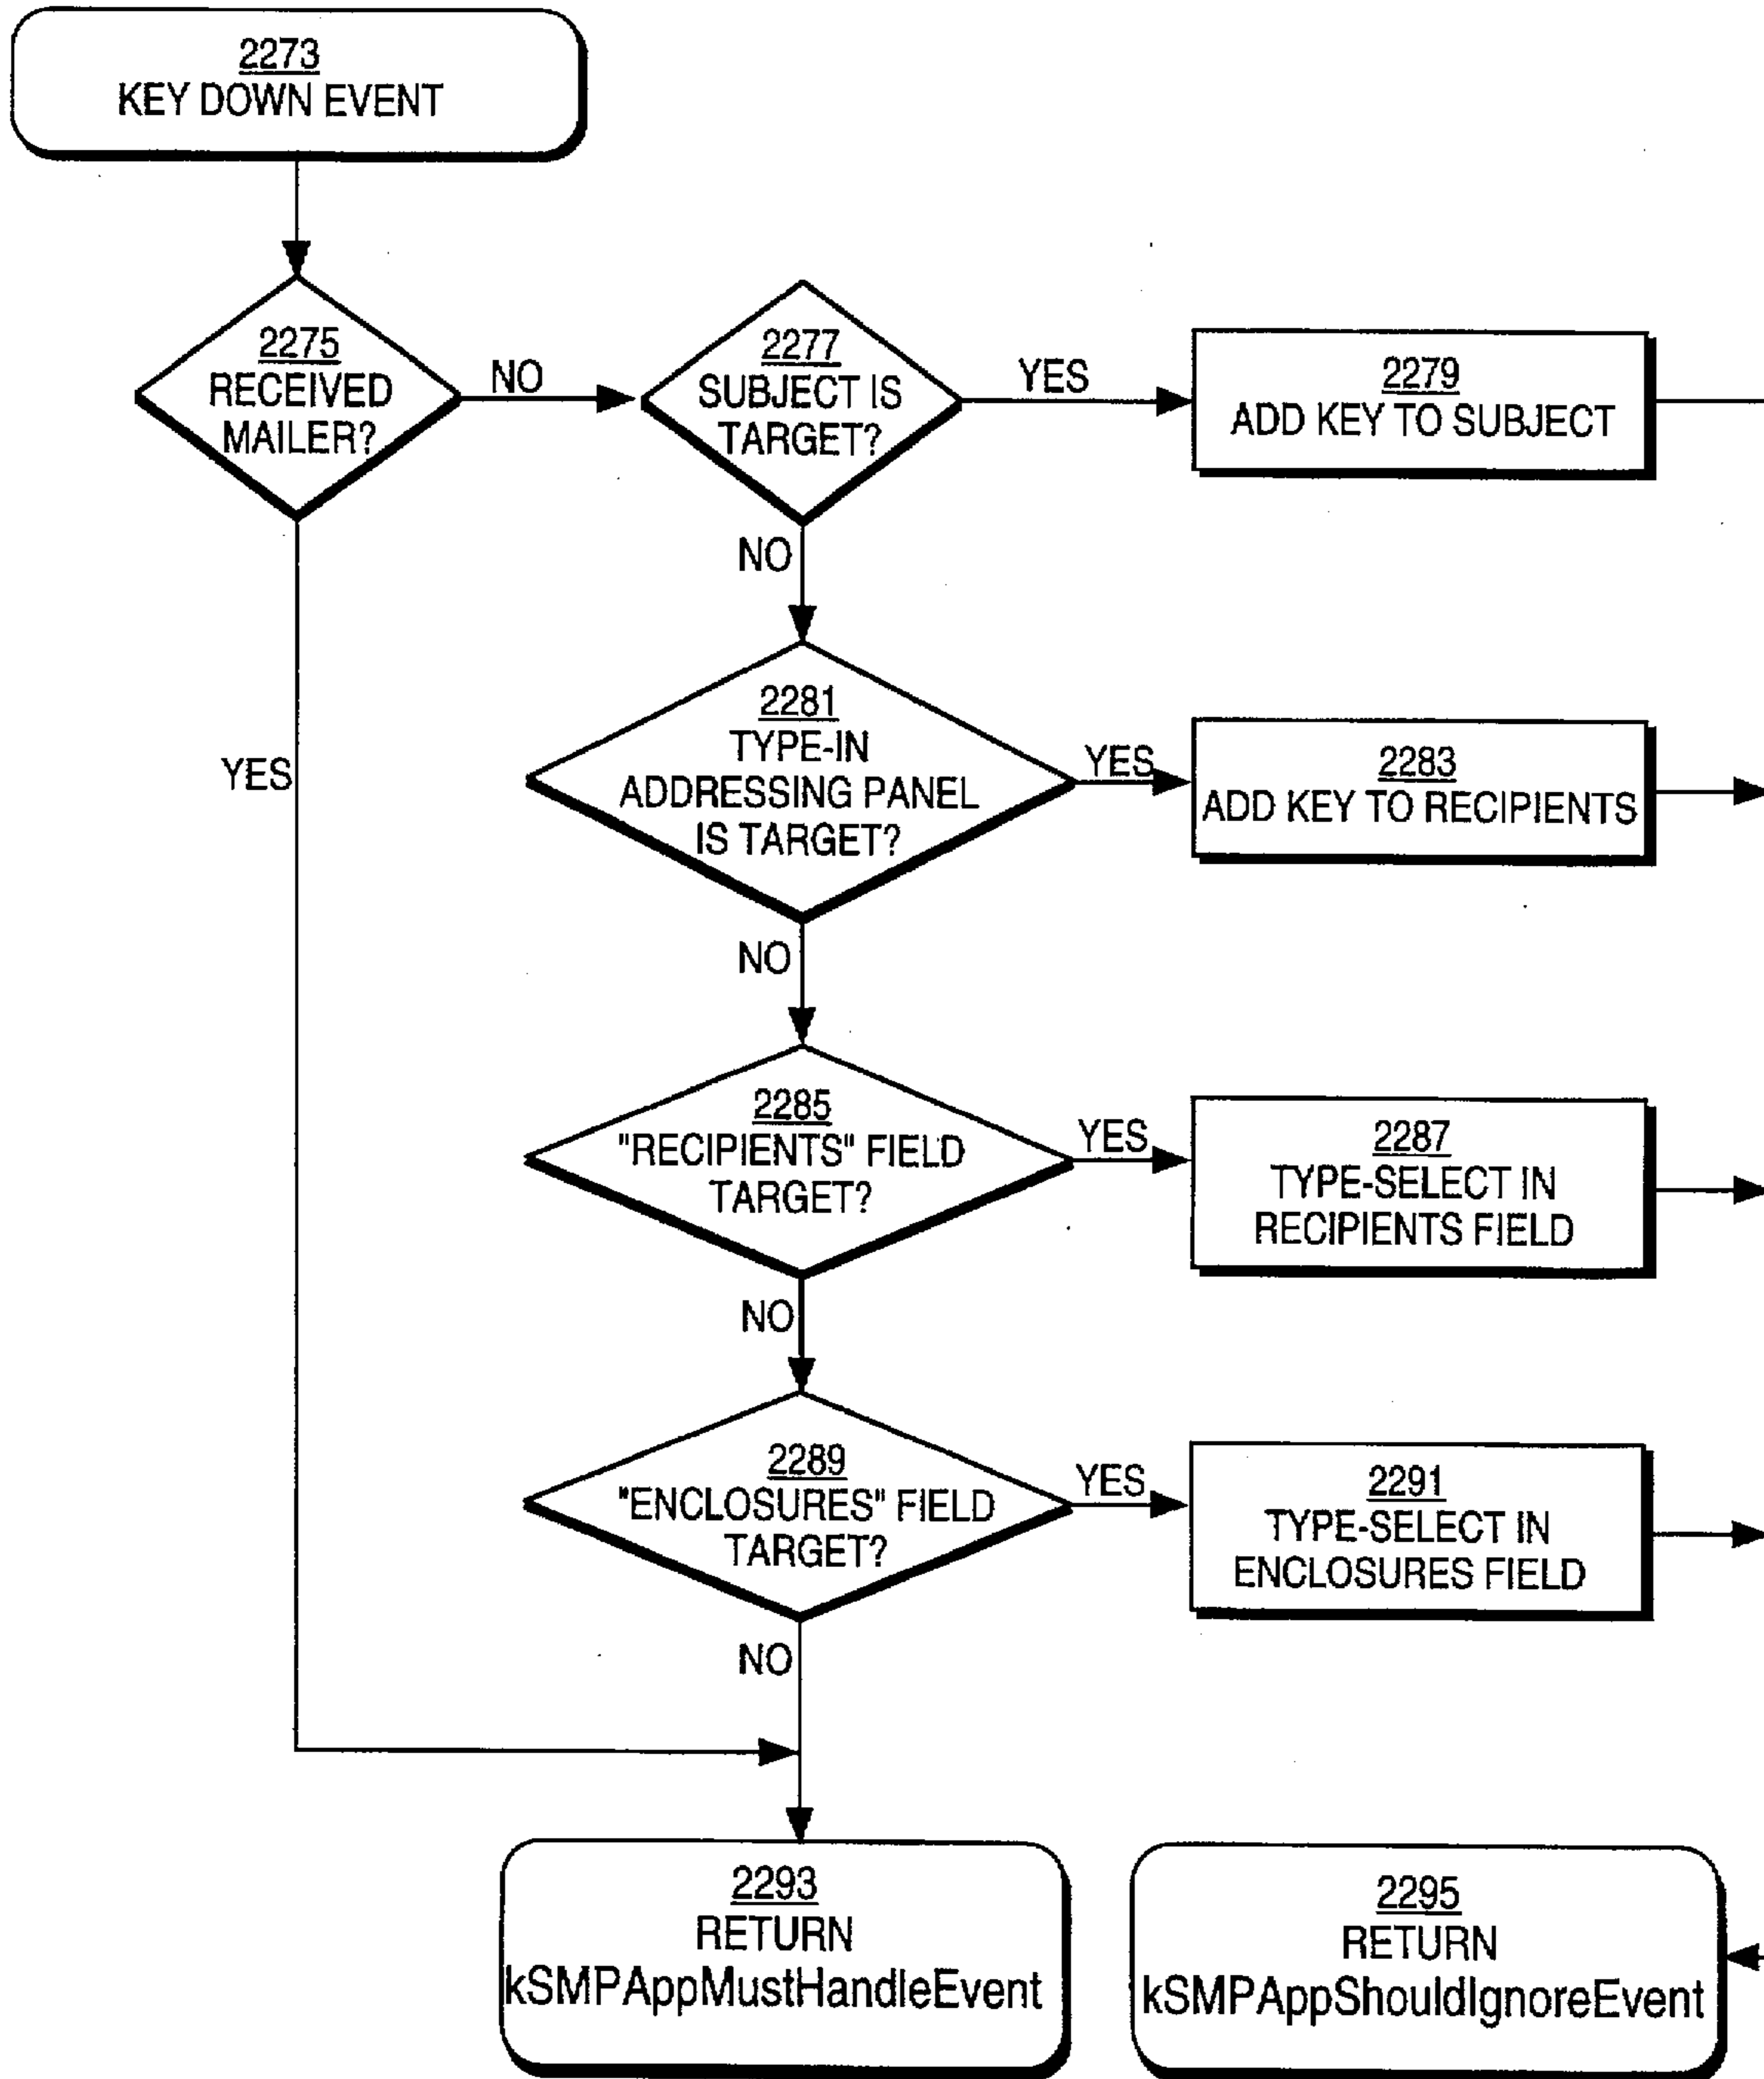 2273
KEY DOWN EVENT
2275
RECEIVED
MAILER?
NO
YES
2277
SUBJECT IS
TARGET?
YES
NO
2279
ADD KEY TO SUBJECT
2281
TYPE-IN
ADDRESSING PANEL
IS TARGET?
YES
NO
2283
ADD KEY TO RECIPIENTS
2285
"RECIPIENTS" FIELD
TARGET?
YES
NO
2287
TYPE-SELECT IN
RECIPIENTS FIELD
2289
"ENCLOSURES" FIELD
TARGET?
YES
NO
2291
TYPE-SELECT IN
ENCLOSURES FIELD
2293
RETURN
kSMPAppMustHandleEvent
2295
RETURN
kSMPAppShouldIgnoreEvent